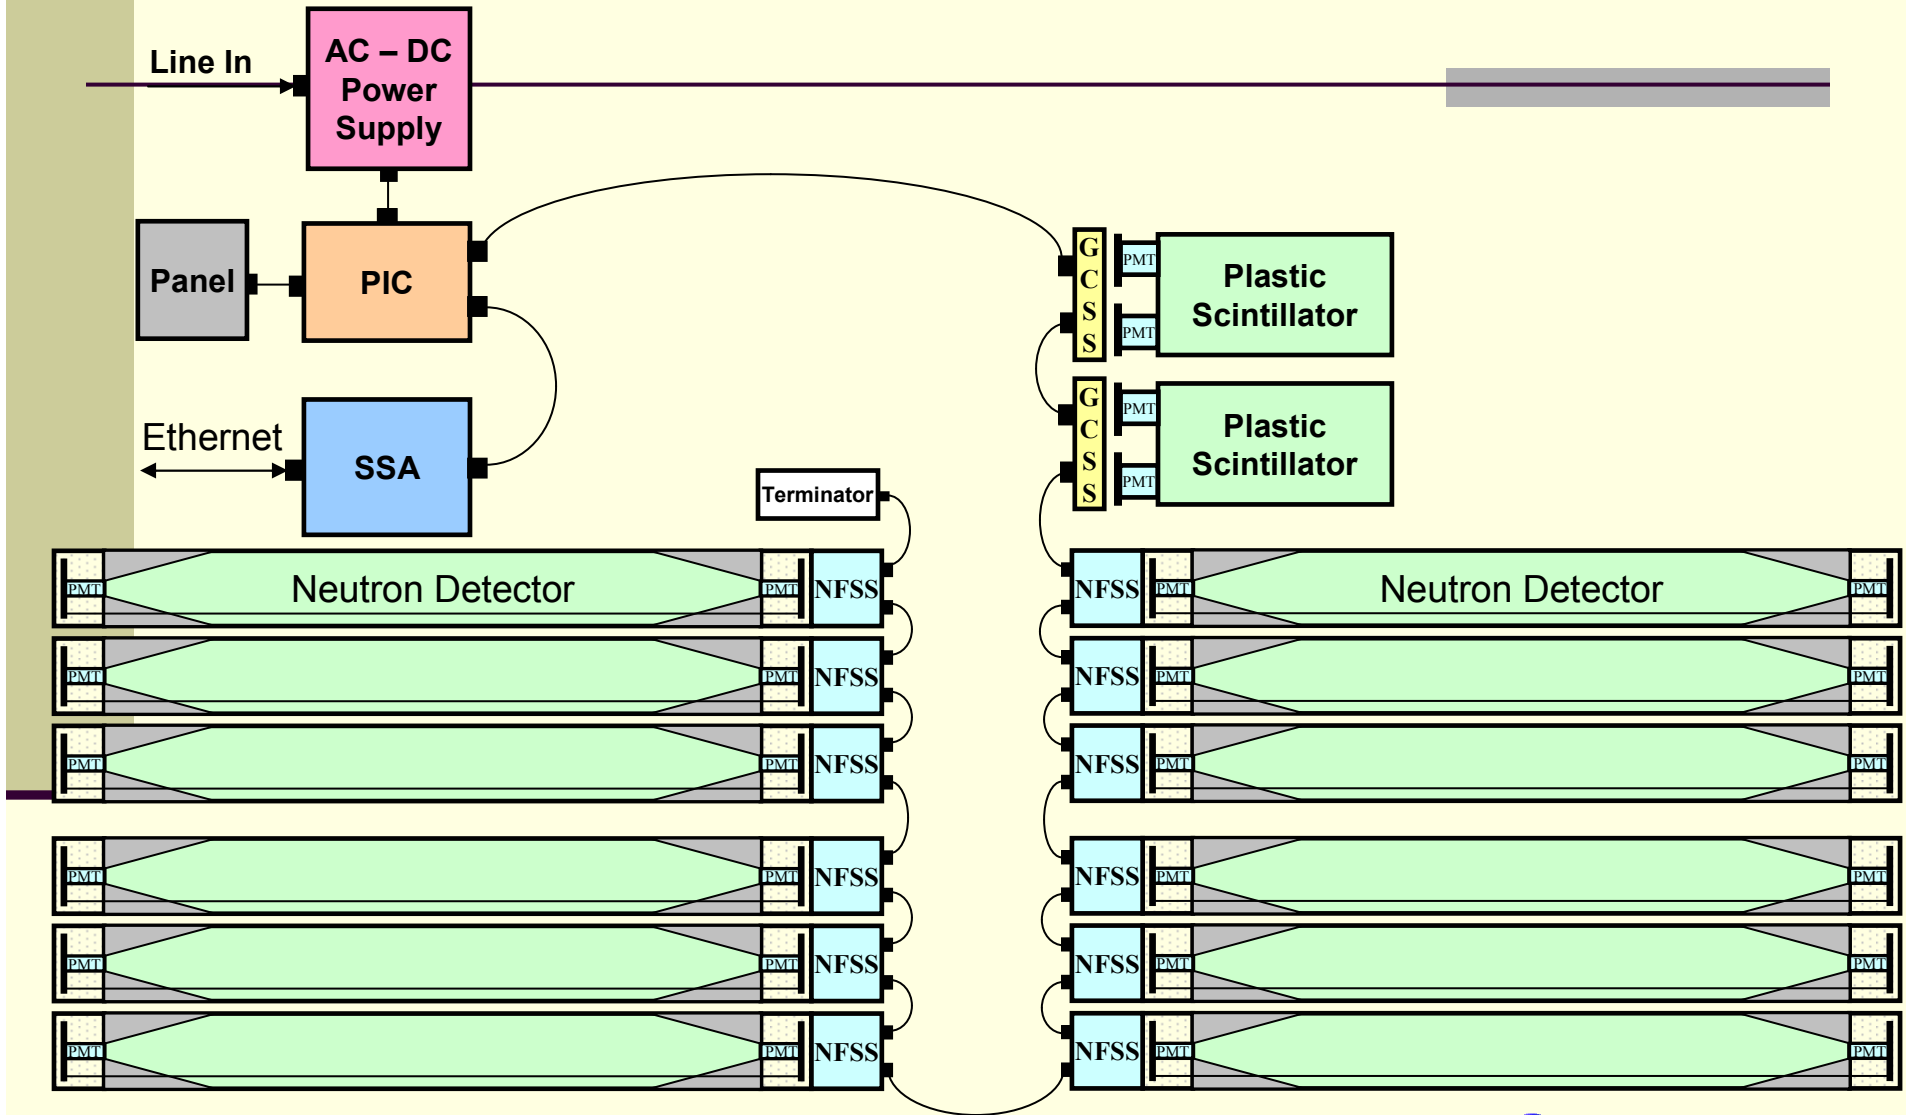 Line In
AC – DC
Power
Supply
Panel
PIC
G
C
S
S
PMT
PMT
Plastic
Scintillator
Ethernet
SSA
G
C
S
S
PMT
PMT
Plastic
Scintillator
Terminator
PMT Neutron Detector PMT NFSS
NFSS PMT Neutron Detector PMT
PMT PMT NFSS
NFSS PMT PMT
PMT PMT NFSS
NFSS PMT PMT
PMT PMT NFSS
NFSS PMT PMT
PMT PMT NFSS
NFSS PMT PMT
PMT PMT NFSS
NFSS PMT PMT